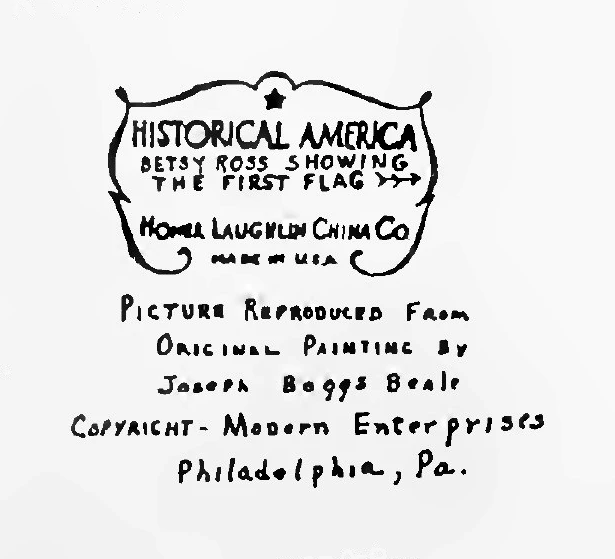 HISTORICAL AMERICA
BETSY ROSS SHOWING
THE FIRST FLAG
HOMER LAUGHLIN CHINA CO
MADE IN U.S.A
PICTURE REPRODUCED FROM
ORIGINAL PAINTING BY
Joseph Boggs Beale
COPYRIGHT - Modern Enterprises
Philadelphia, Pa.